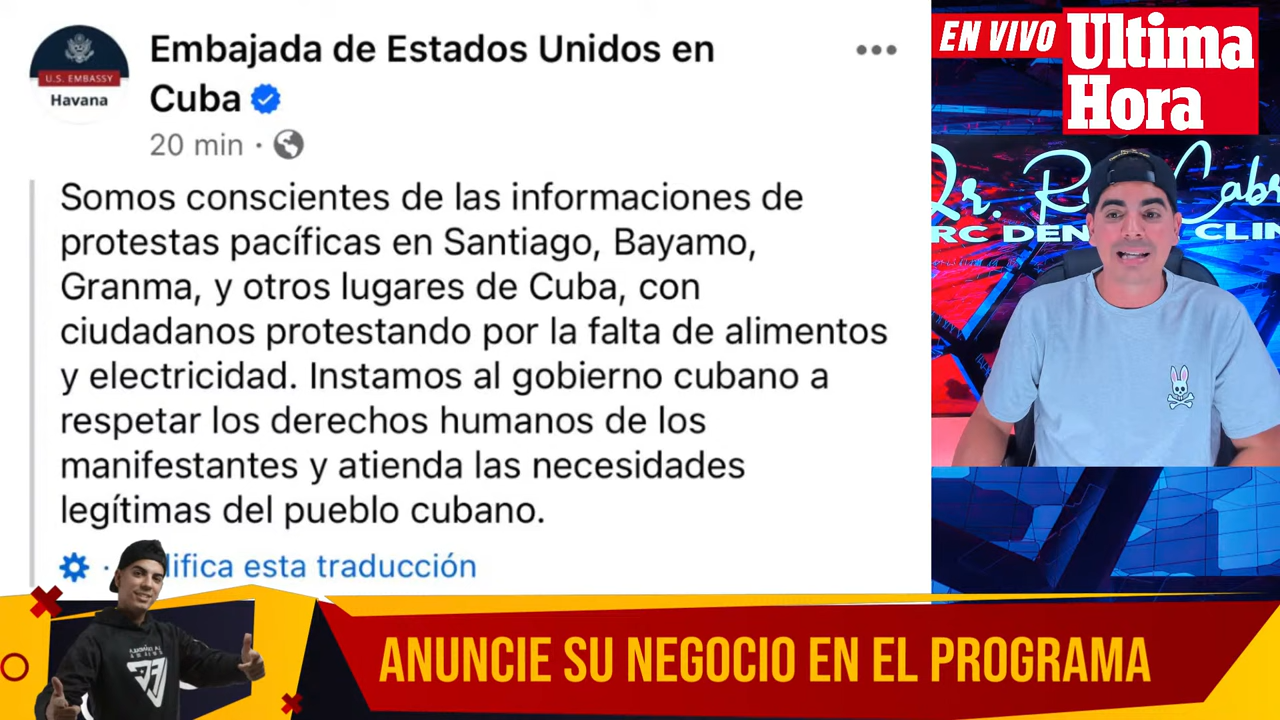 Embajada de Estados Unidos en
Cuba
U.S. EMBASSY
Havana
20 min ·
Somos conscientes de las informaciones de
protestas pacíficas en Santiago, Bayamo,
Granma, y otros lugares de Cuba, con
ciudadanos protestando por la falta de alimentos
y electricidad. Instamos al gobierno cubano a
respetar los derechos humanos de los
manifestantes y atienda las necesidades
legítimas del pueblo cubano.
esta traducción
EN VIVO
Ultima
Hora
Dr.
ANUNCIE SU NEGOCIO EN EL PROGRAMA